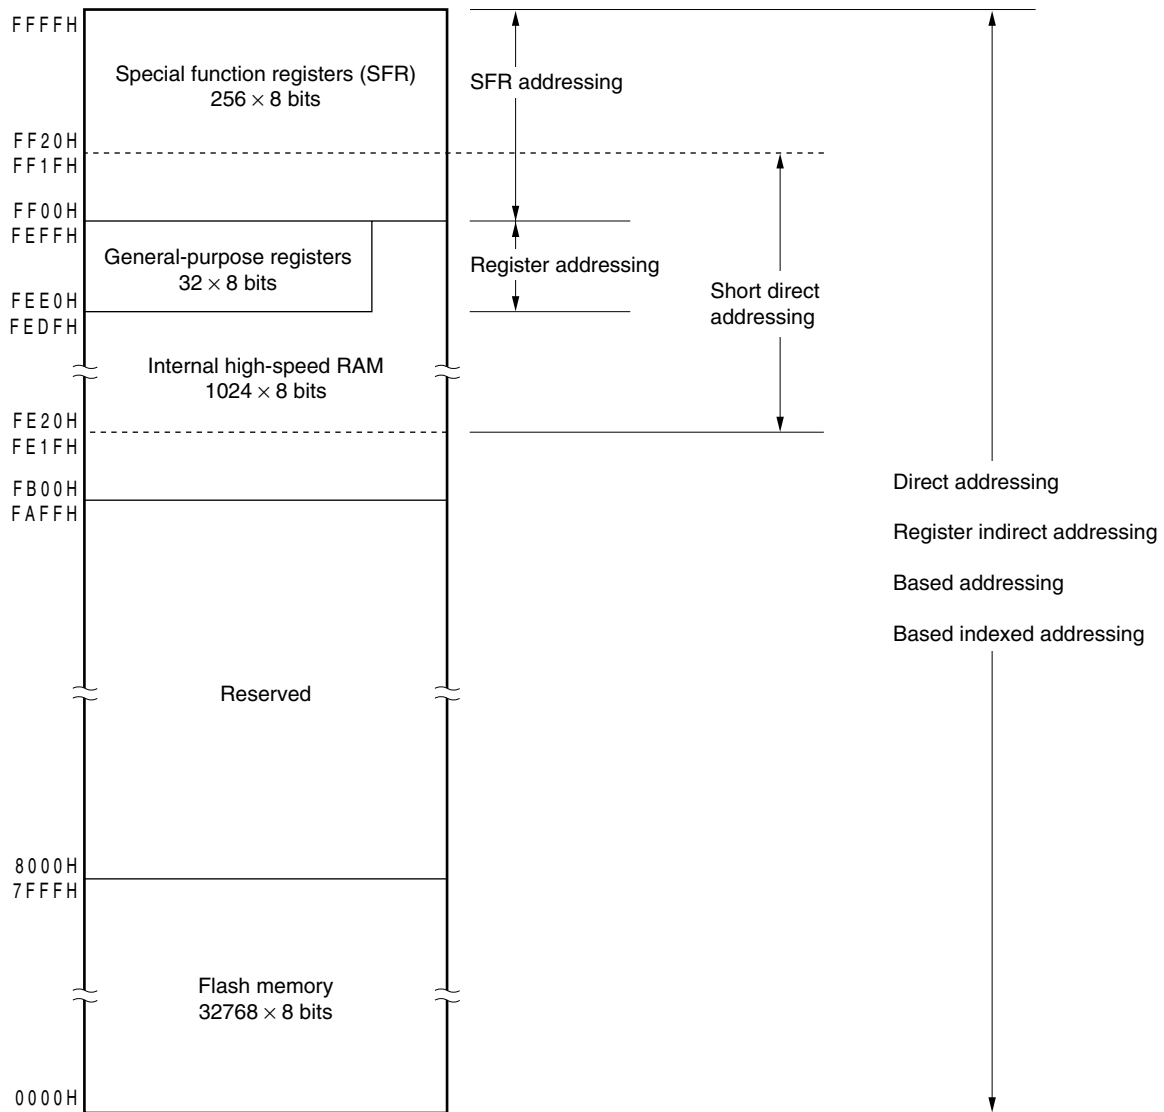 FFFFH
Special function registers (SFR)
256 × 8 bits
SFR addressing
FF20H
FF1FH
FF00H
FEFFH
General-purpose registers
32 × 8 bits
Register addressing
Short direct
addressing
FEE0H
FEDFH
Internal high-speed RAM
1024 × 8 bits
FE20H
FE1FH
FB00H
FAFFH
Direct addressing
Register indirect addressing
Based addressing
Based indexed addressing
Reserved
8000H
7FFFH
Flash memory
32768 × 8 bits
0000H